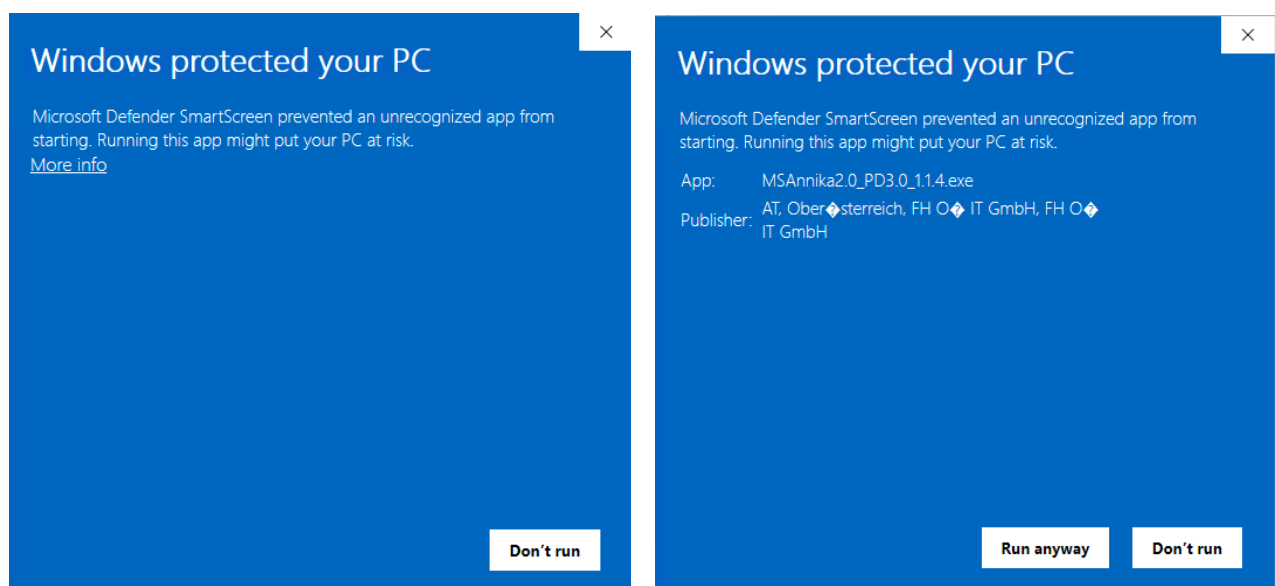 Windows protected your PC
Microsoft Defender SmartScreen prevented an unrecognized app from
starting. Running this app might put your PC at risk.
More info
Don't run
Windows protected your PC
Microsoft Defender SmartScreen prevented an unrecognized app from
starting. Running this app might put your PC at risk.
App: MSAnnika2.0_PD3.0_1.1.4.exe
Publisher: AT, Ober�sterreich, FH O� IT GmbH, FH O�
IT GmbH
Run anyway Don't run